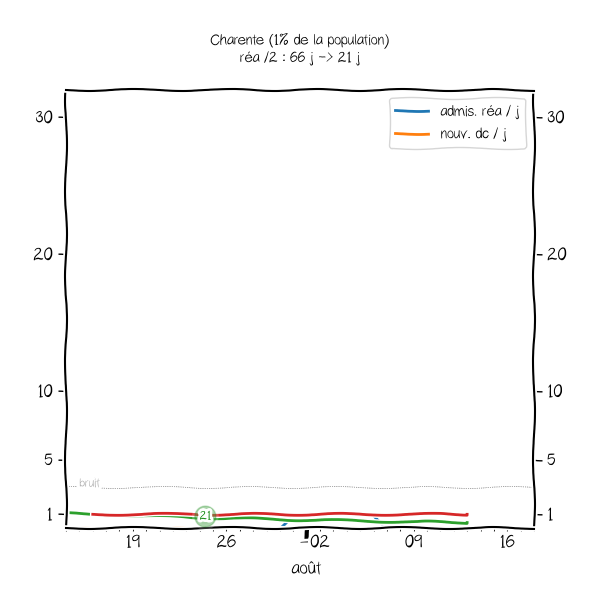 Charente (1% de la population)
réa /2 : 66 j -> 21 j
admis. réa / j
nouv. dc / j
30
30
20
20
10
10
5
5
bruit
1
21
1
19
26
02
09
16
août